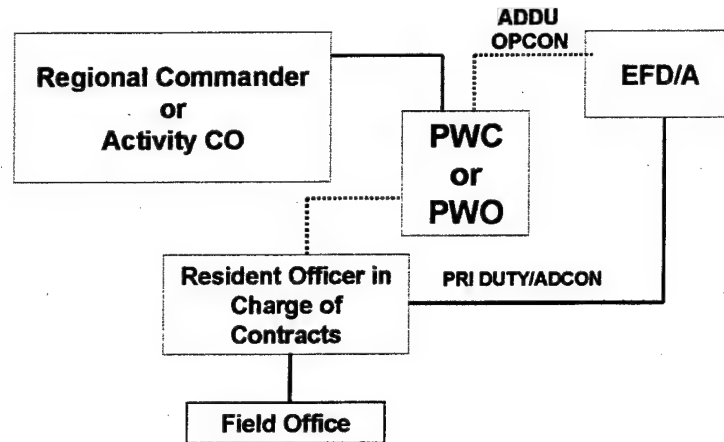 ADDU
OPCON
Regional Commander
or
Activity CO
EFD/A
PWC
or
PWO
Resident Officer in
Charge of
Contracts
PRI DUTY/ADCON
Field Office